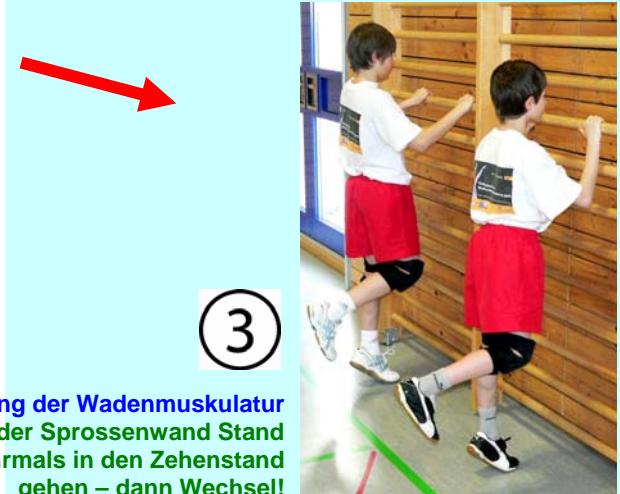 3
ng der Wadenmuskulatur
der Sprossenwand Stand
rmals in den Zehenstand
gehen – dann Wechsel!